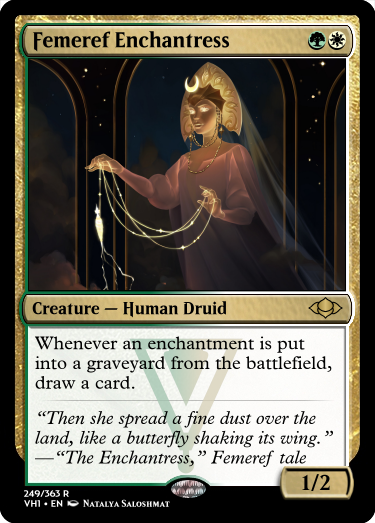 Femeref Enchantress
Creature — Human Druid
Whenever an enchantment is put
into a graveyard from the battlefield,
draw a card.
“Then she spread a fine dust over the
land, like a butterfly shaking its wing.”
—“The Enchantress,” Femeref tale
1/2
249/363 R
VHI • EN Natalya Saloshmat